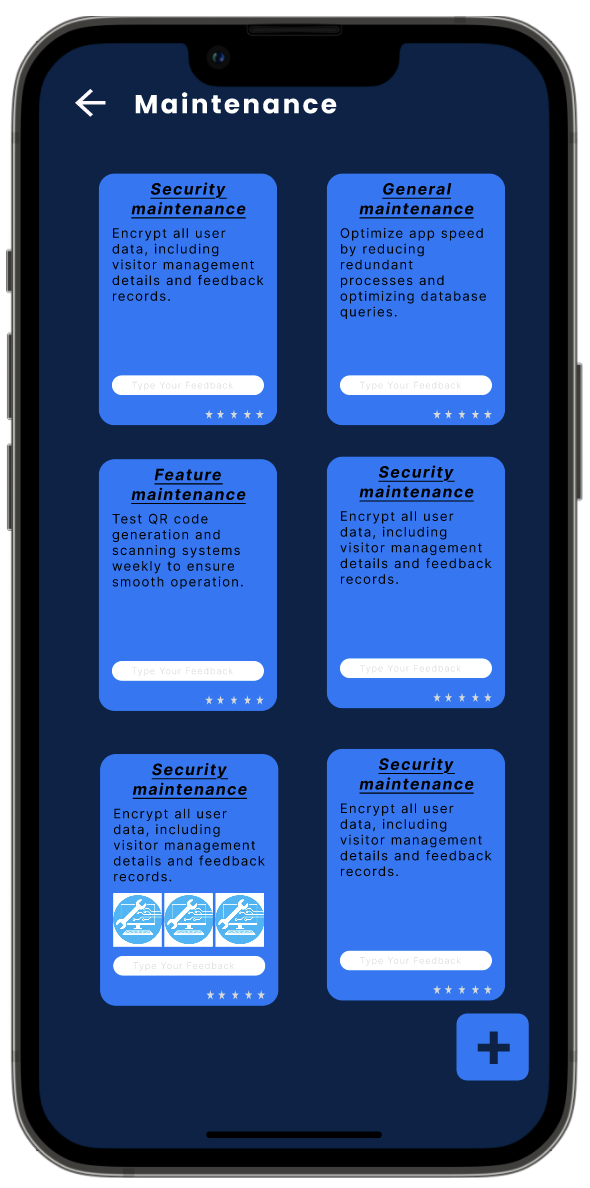 Maintenance
Security
maintenance
Encrypt all user
data, including
visitor management
details and feedback
records.
Type Your Feedback
General
maintenance
Optimize app speed
by reducing
redundant
processes and
optimizing database
queries.
Type Your Feedback
Feature
maintenance
Test QR code
generation and
scanning systems
weekly to ensure
smooth operation.
Type Your Feedback
Security
maintenance
Encrypt all user
data, including
visitor management
details and feedback
records.
Type Your Feedback
Security
maintenance
Encrypt all user
data, including
visitor management
details and feedback
records.
Type Your Feedback
Security
maintenance
Encrypt all user
data, including
visitor management
details and feedback
records.
Type Your Feedback